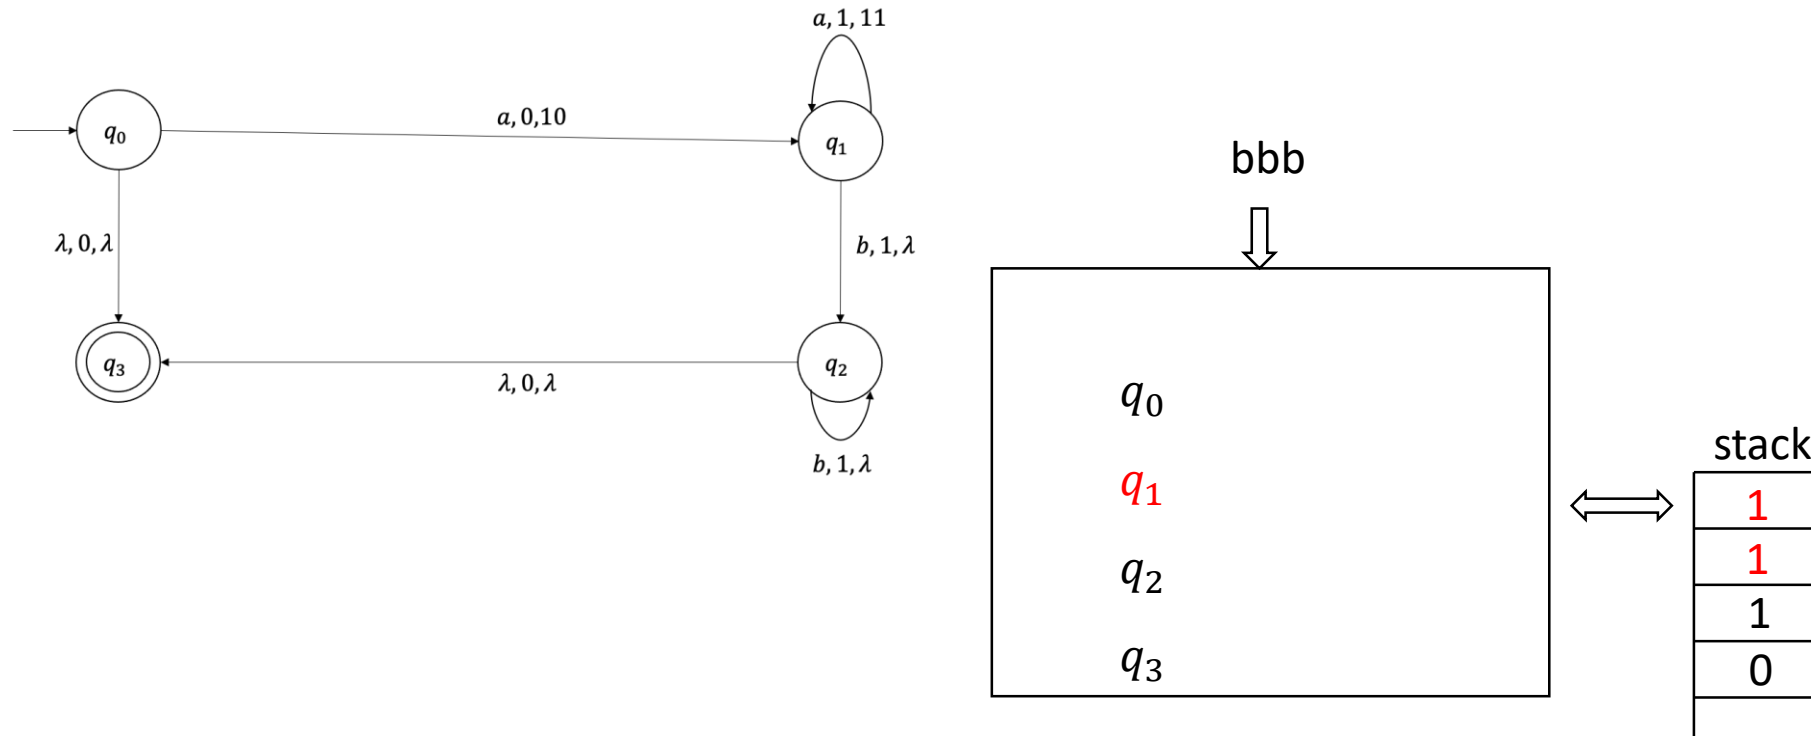 a, 1, 11
q₀
a, 0,10
q₁
λ, 0, λ
b, 1, λ
q₃
λ, 0, λ
q₂
b, 1, λ
bbb
q₀
q₁
q₂
q₃
stack
1
1
1
0